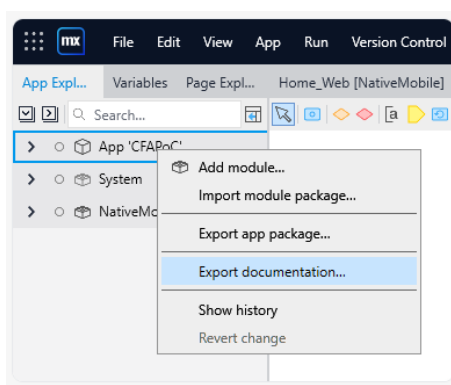 mx File Edit View App Run Version Control
App Expl... Variables Page Expl... Home_Web [NativeMobile]
Search... [a
App 'CFAPoC'
System
NativeMo
Add module...
Import module package...
Export app package...
Export documentation...
Show history
Revert change